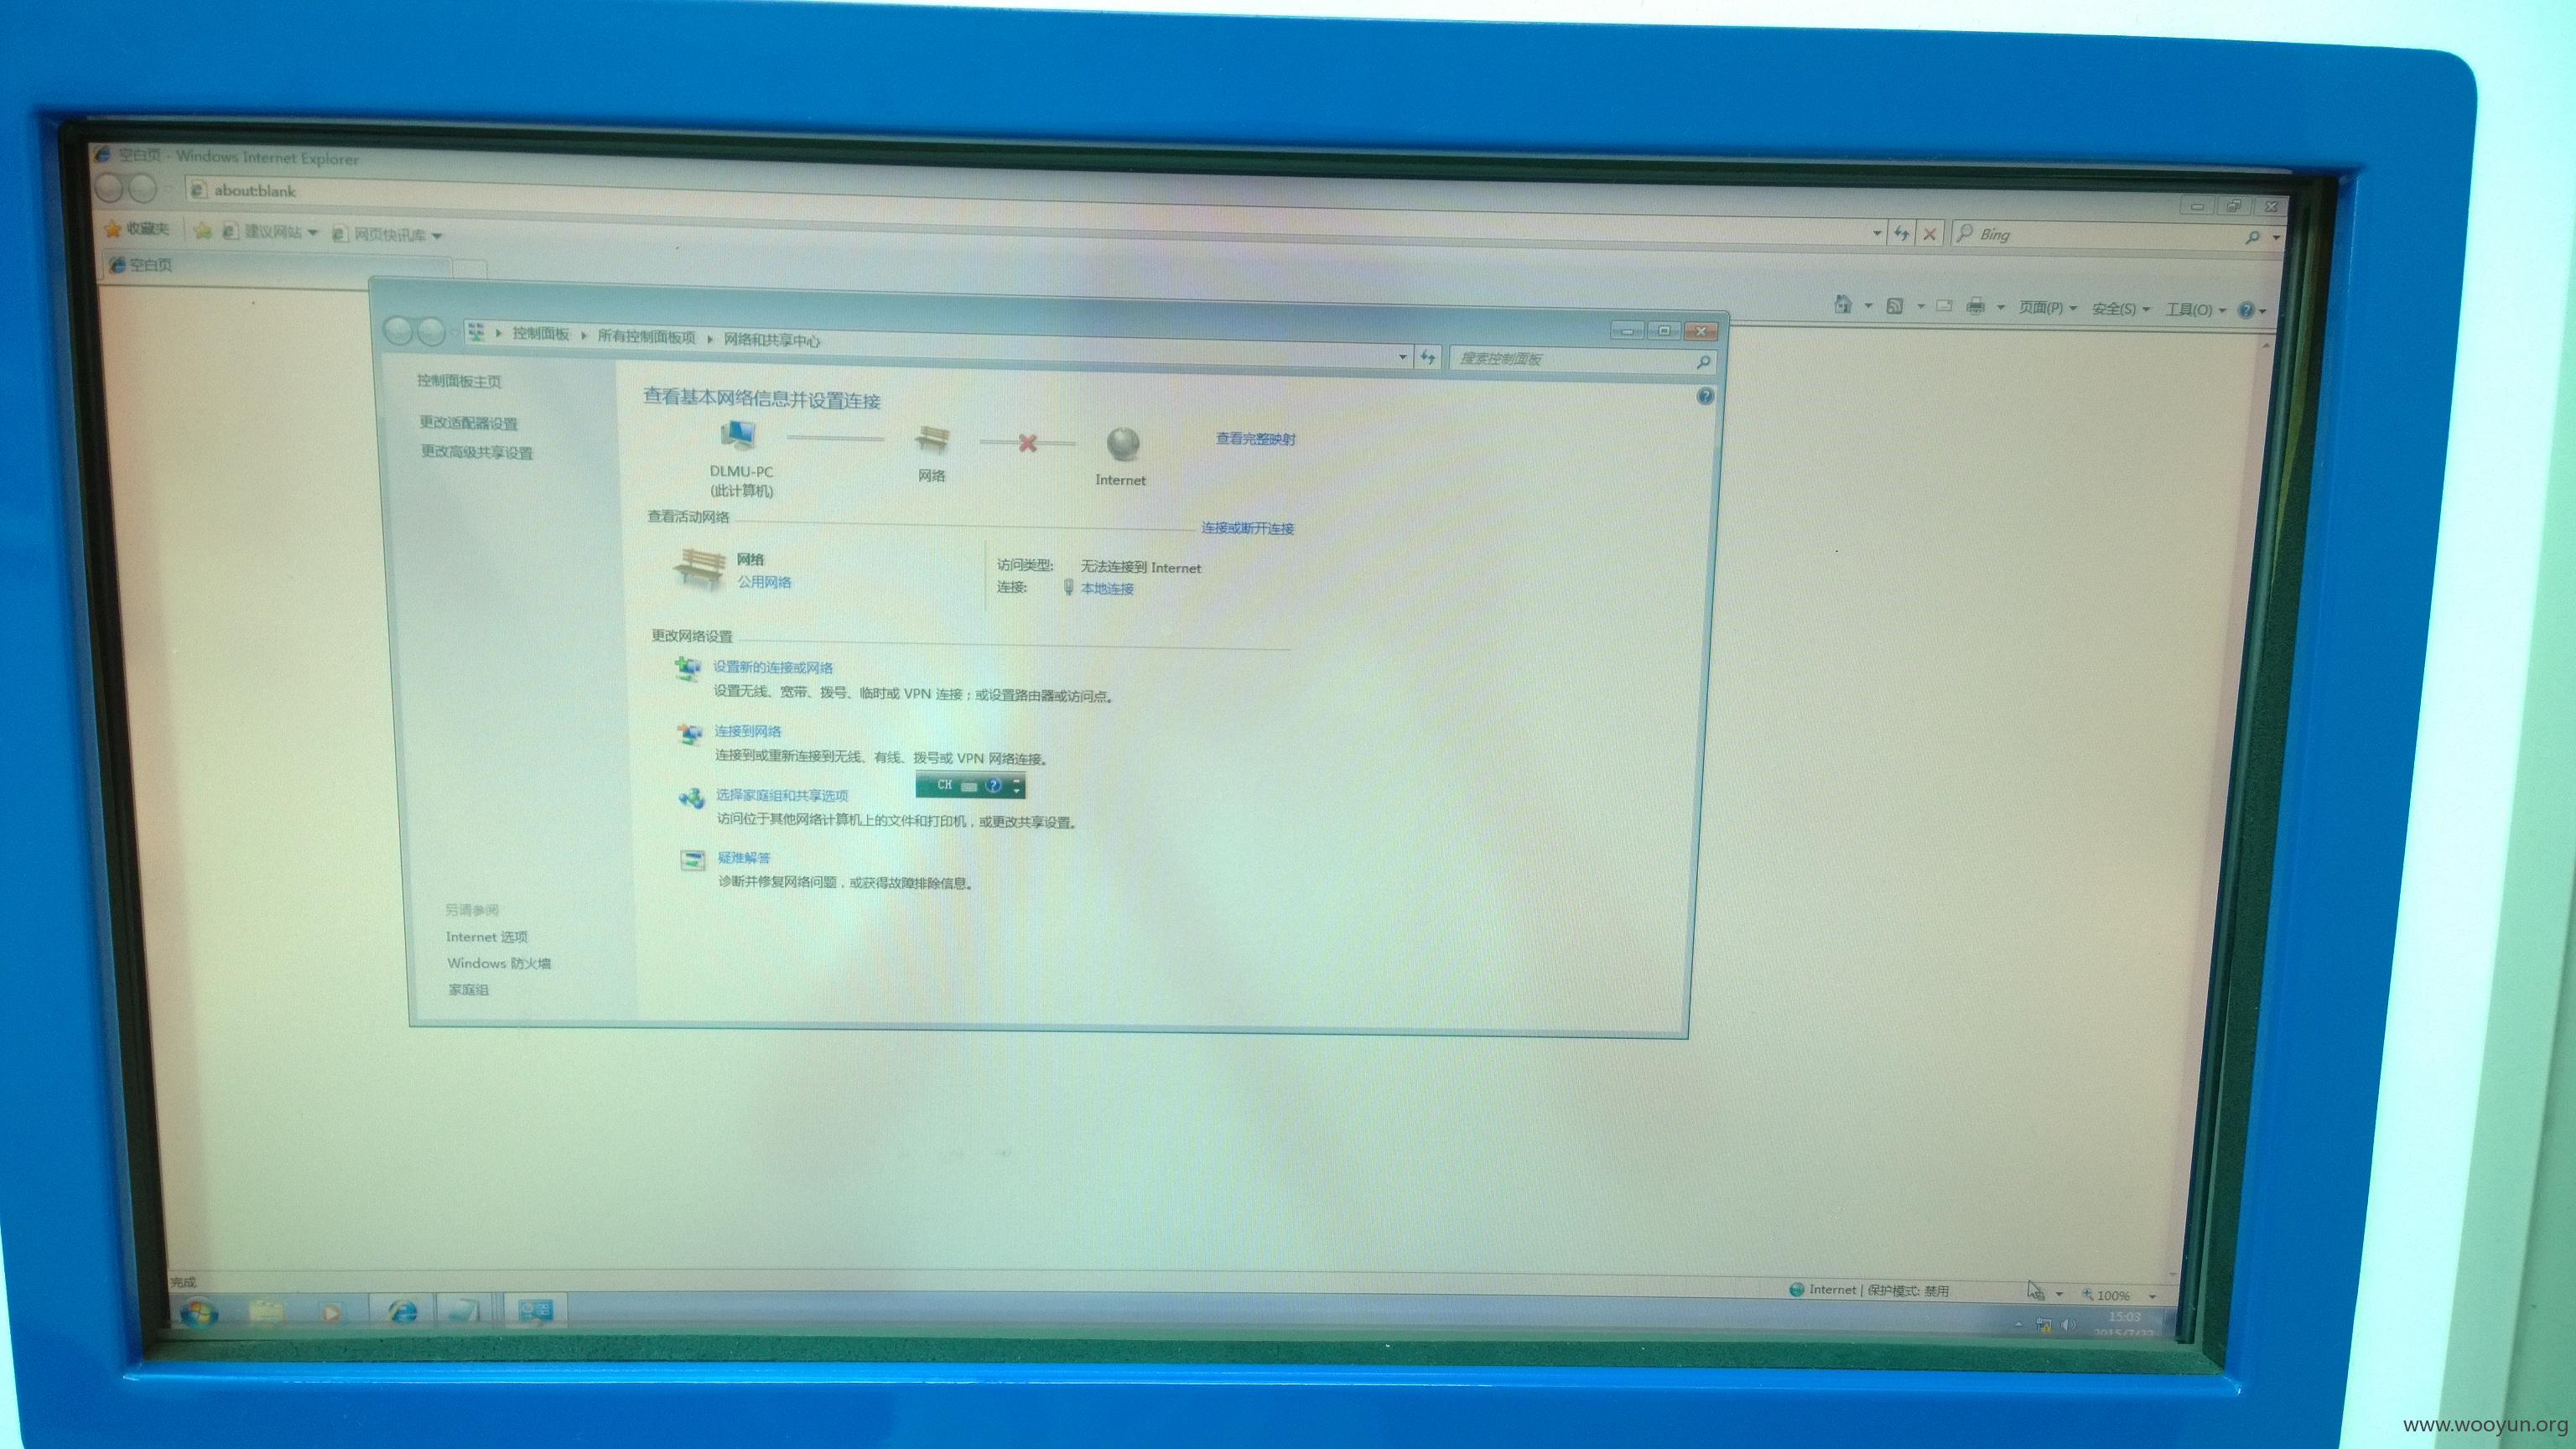 空白页 - Windows Internet Explorer
about:blank
Bing
收藏夹 建议网站 网页快讯库
空白页
页面(P) 安全(S) 工具(O)
控制面板 所有控制面板项 网络和共享中心
搜索控制面板
控制面板主页
更改适配器设置
更改高级共享设置
查看基本网络信息并设置连接
DLMU-PC
(此计算机)
网络
Internet
查看完整映射
查看活动网络
连接或断开连接
网络
公用网络
访问类型: 无法连接到 Internet
连接: 本地连接
更改网络设置
设置新的连接或网络
设置无线、宽带、拨号、临时或 VPN 连接；或设置路由器或访问点。
连接到网络
连接到或重新连接到无线、有线、拨号或 VPN 网络连接。
CH
选择家庭组和共享选项
访问位于其他网络计算机上的文件和打印机，或更改共享设置。
疑难解答
诊断并修复网络问题，或获得故障排除信息。
另请参阅
Internet 选项
Windows 防火墙
家庭组
完成
Internet | 保护模式: 禁用
100%
15:03
www.wooyun.org